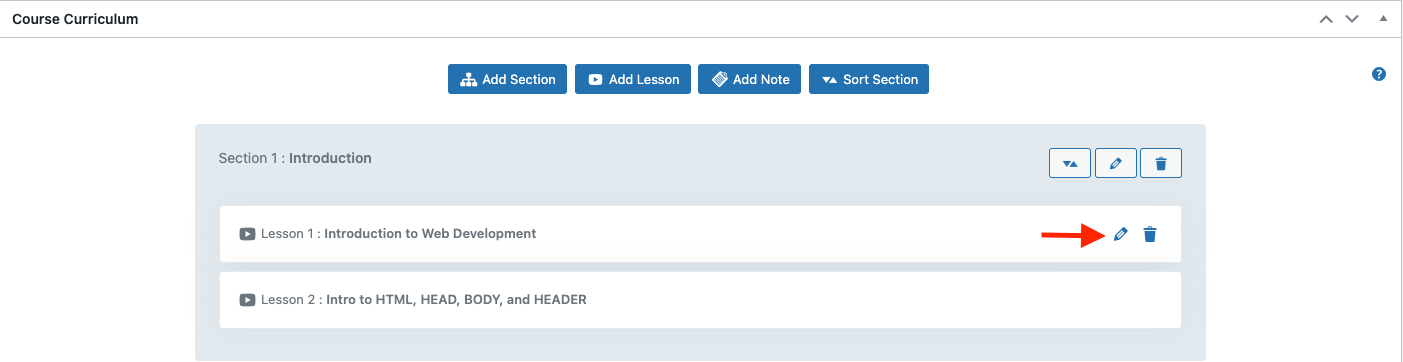 Course Curriculum
Add Section
Add Lesson
Add Note
Sort Section
?
Section 1 : Introduction
Lesson 1 : Introduction to Web Development
Lesson 2 : Intro to HTML, HEAD, BODY, and HEADER